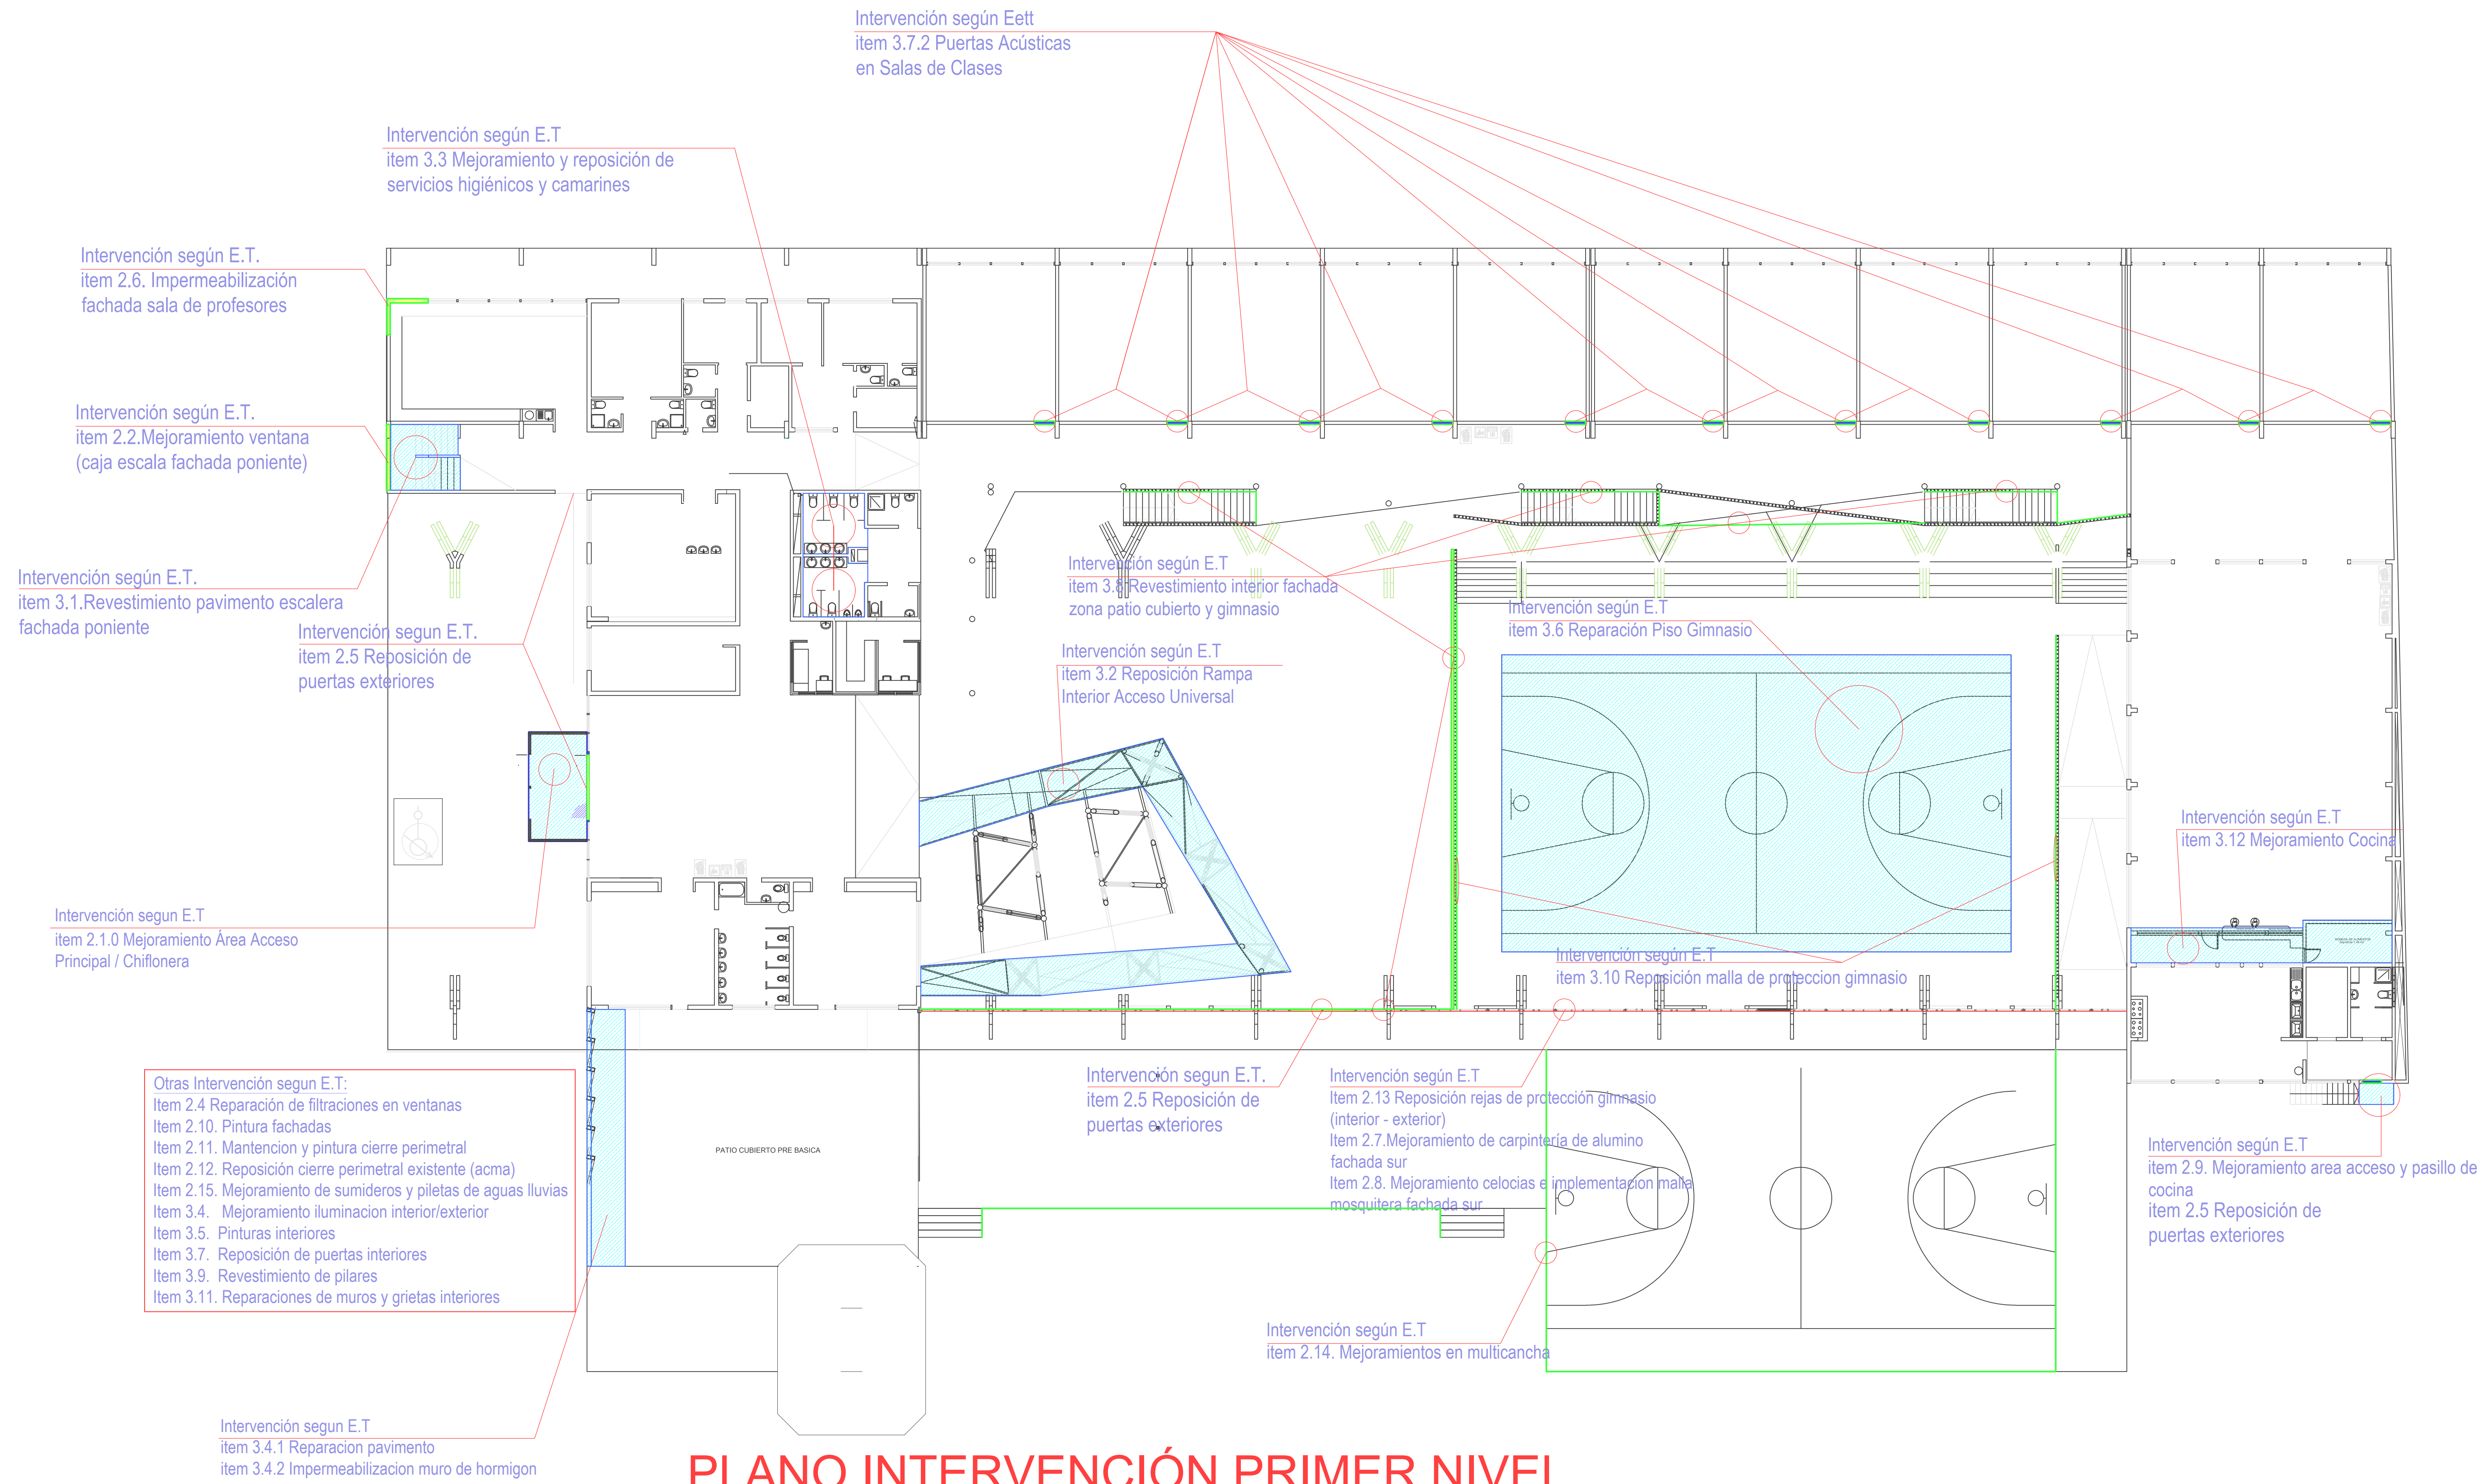 Intervención según Eett
item 3.7.2 Puertas Acústicas
en Salas de Clases
Intervención según E.T
item 3.3 Mejoramiento y reposición de
servicios higiénicos y camarines
Intervención según E.T.
item 2.6. Impermeabilización
fachada sala de profesores
Intervención según E.T.
item 2.2.Mejoramiento ventana
(caja escala fachada poniente)
Intervención según E.T.
item 3.1.Revestimiento pavimento escalera
fachada poniente
Intervención segun E.T.
item 2.5 Reposición de
puertas exteriores
Intervención según E.T
item 3.8 Revestimiento interior fachada
zona patio cubierto y gimnasio
Intervención según E.T
item 3.2 Reposición Rampa
Interior Acceso Universal
Intervención según E.T
item 3.6 Reparación Piso Gimnasio
Intervención según E.T
item 3.12 Mejoramiento Cocina
Intervención segun E.T
item 2.1.0 Mejoramiento Área Acceso
Principal / Chiflonera
Intervención según E.T
item 3.10 Reposición malla de proteccion gimnasio
Otras Intervención segun E.T:
Item 2.4 Reparación de filtraciones en ventanas
Item 2.10. Pintura fachadas
Item 2.11. Mantencion y pintura cierre perimetral
Item 2.12. Reposición cierre perimetral existente (acma)
Item 2.15. Mejoramiento de sumideros y piletas de aguas lluvias
Item 3.4. Mejoramiento iluminacion interior/exterior
Item 3.5. Pinturas interiores
Item 3.7. Reposición de puertas interiores
Item 3.9. Revestimiento de pilares
Item 3.11. Reparaciones de muros y grietas interiores
PATIO CUBIERTO PRE BASICA
Intervención segun E.T.
item 2.5 Reposición de
puertas exteriores
Intervención según E.T
Item 2.13 Reposición rejas de protección gimnasio
(interior - exterior)
Item 2.7.Mejoramiento de carpintería de alumino
fachada sur
Item 2.8. Mejoramiento celocias e implementacion malla
mosquitera fachada sur
Intervención según E.T
item 2.9. Mejoramiento area acceso y pasillo de
cocina
item 2.5 Reposición de
puertas exteriores
Intervención según E.T
item 2.14. Mejoramientos en multicancha
Intervención segun E.T
item 3.4.1 Reparacion pavimento
item 3.4.2 Impermeabilizacion muro de hormigon
PLANO INTERVENCIÓN PRIMER NIVEL